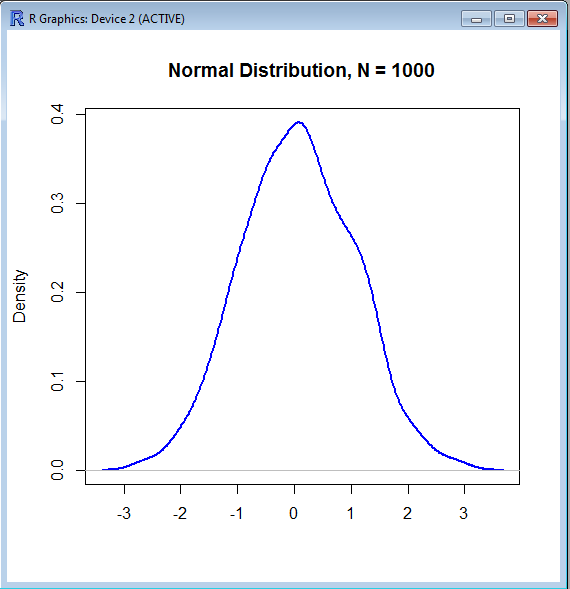 R Graphics: Device 2 (ACTIVE)
Normal Distribution, N = 1000
Density
0.4
0.3
0.2
0.1
0.0
-3 -2 -1 0 1 2 3